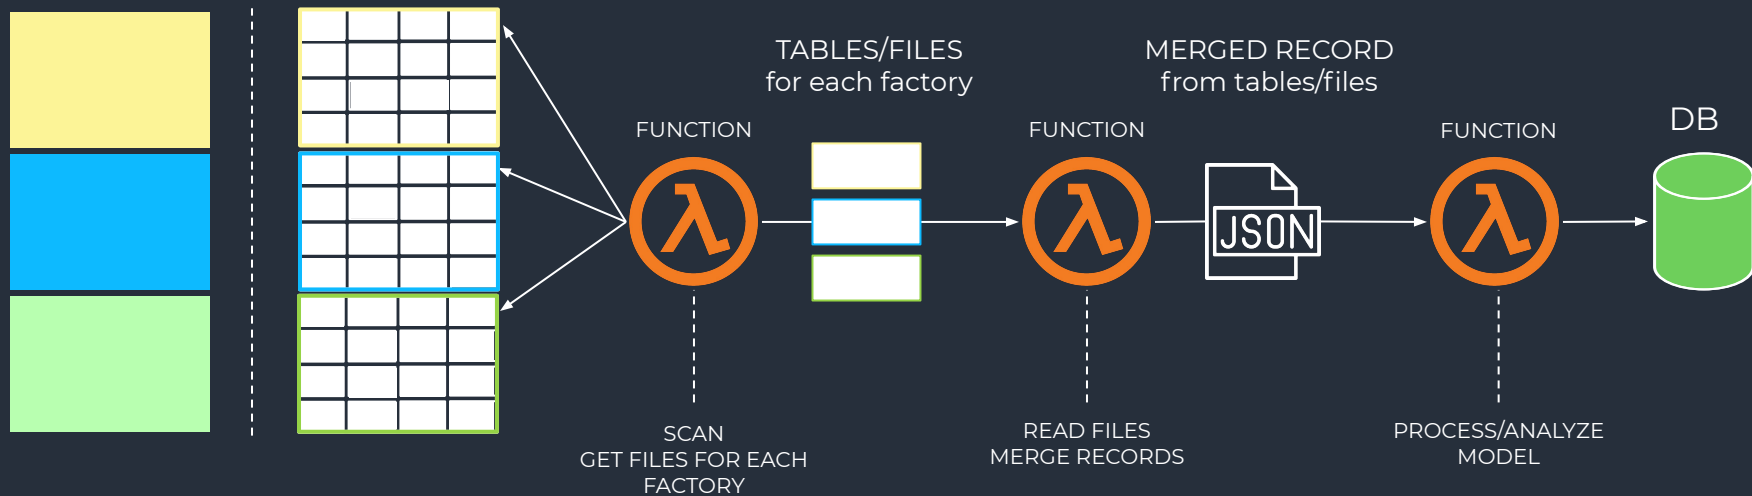 TABLES/FILES
for each factory
MERGED RECORD
from tables/files
FUNCTION
FUNCTION
FUNCTION
DB
JSON
SCAN
GET FILES FOR EACH
FACTORY
READ FILES
MERGE RECORDS
PROCESS/ANALYZE
MODEL